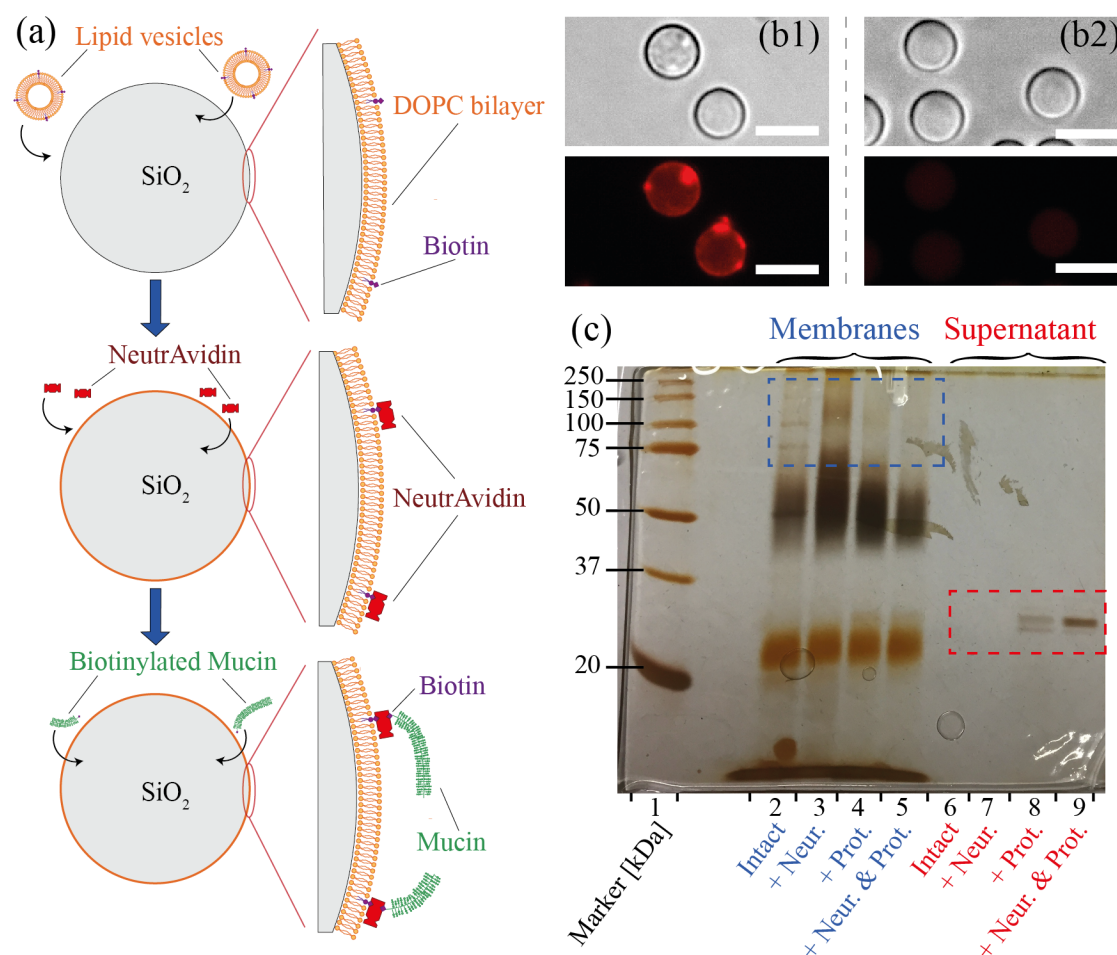 (a)
Lipid vesicles
SiO2
DOPC bilayer
Biotin
NeutrAvidin
SiO2
NeutrAvidin
Biotinylated Mucin
SiO2
Biotin
Mucin
(b1)
(b2)
(c)
Membranes
Supernatant
250
150
100
75
50
37
20
1
2
3
4
5
6
7
8
9
Marker [kDa]
Intact
+ Neur.
+ Prot.
+ Neur. & Prot.
Intact
+ Neur.
+ Prot.
+ Neur. & Prot.